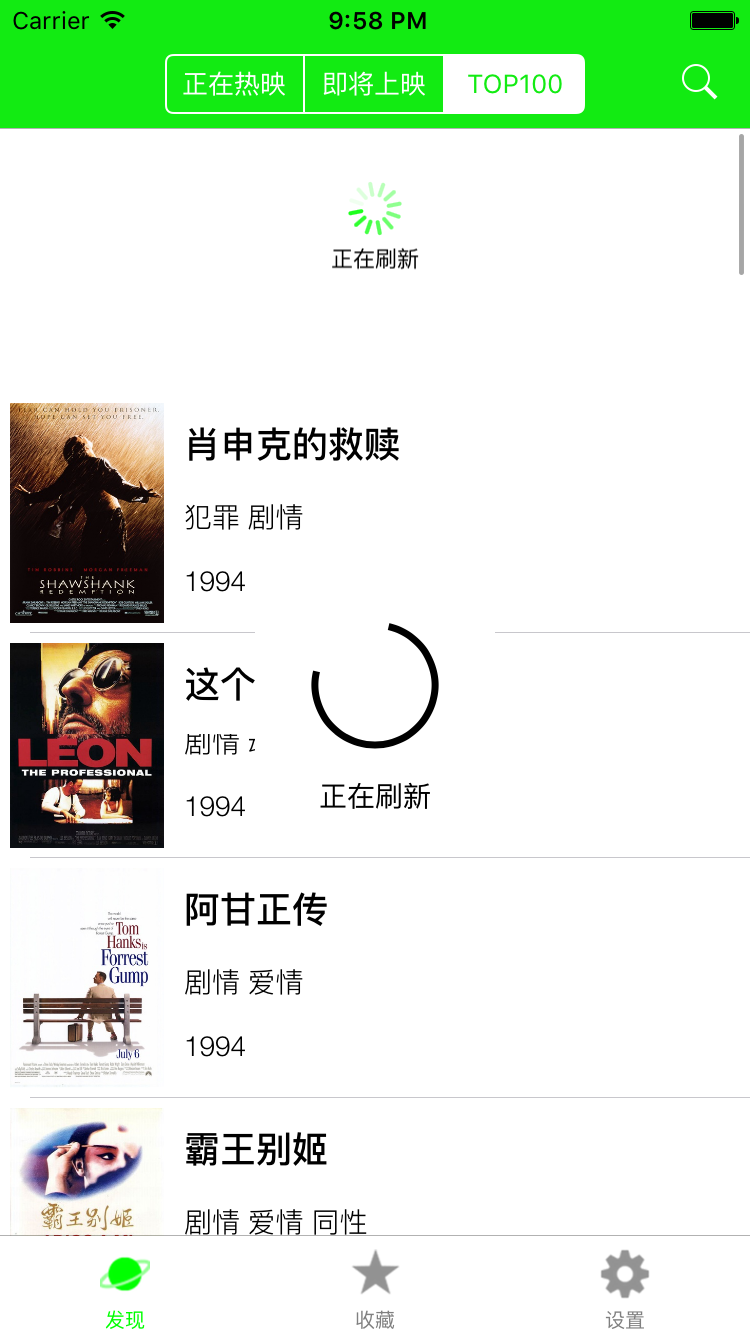 Carrier 9:58 PM
正在热映 即将上映 TOP100
正在刷新
FEAR CAN HOLD YOU PRISONER.
HOPE CAN SET YOU FREE.
TIM ROBBINS MORGAN FREEMAN
THE
SHAWSHANK
REDEMPTION
肖申克的救赎
犯罪 剧情
1994
LEON
THE PROFESSIONAL
这个
剧情
1994
正在刷新
Tom
Hanks is
Forrest
Gump
July 6
阿甘正传
剧情 爱情
1994
霸王别姬
霸王别姬
剧情 爱情 同性
发现 收藏 设置